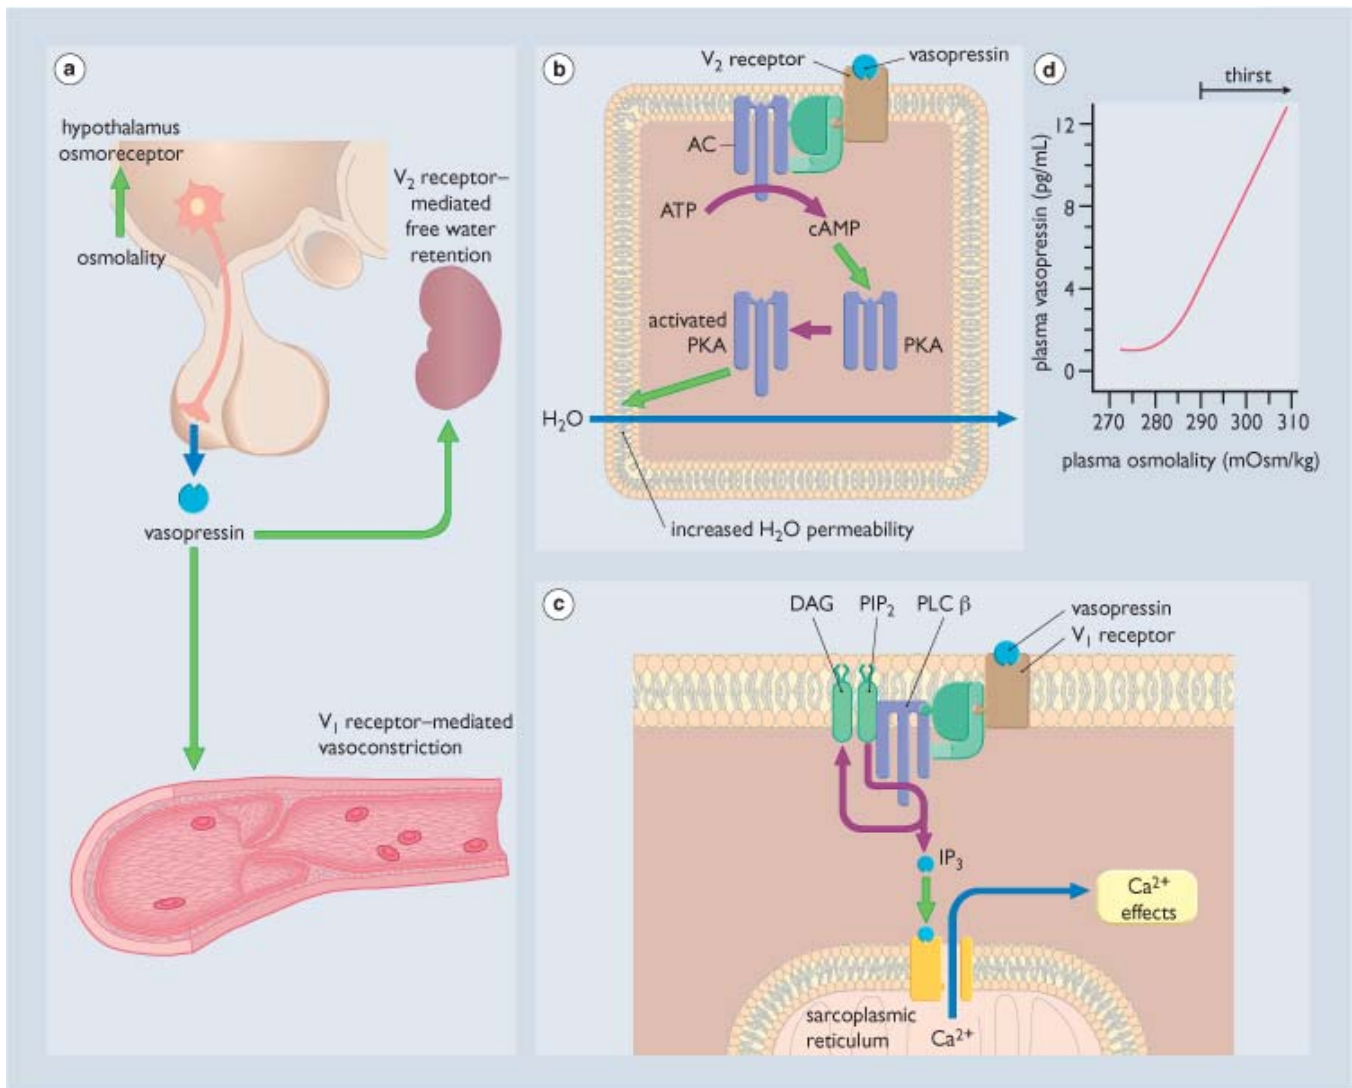 a
hypothalamus
osmoreceptor
osmolality
V₂ receptor–
mediated
free water
retention
vasopressin
V₁ receptor–mediated
vasoconstriction
b
V₂ receptor
vasopressin
AC
ATP
cAMP
activated
PKA
PKA
H₂O
increased H₂O permeability
c
DAG
PIP₂
PLC β
vasopressin
V₁ receptor
IP₃
Ca²⁺
effects
sarcoplasmic
reticulum
Ca²⁺
d
thirst
plasma vasopressin (pg/mL)
12
8
4
0
270 280 290 300 310
plasma osmolality (mOsm/kg)